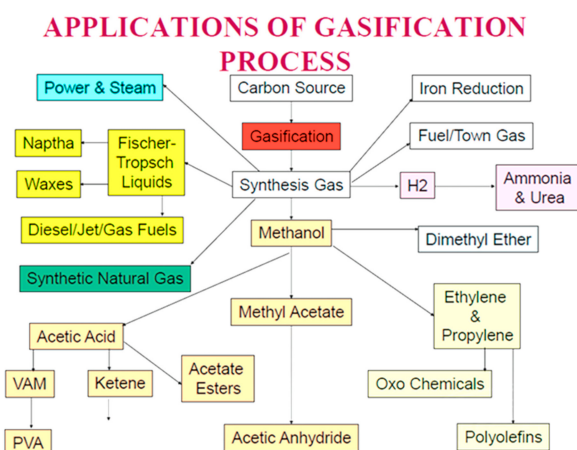 APPLICATIONS OF GASIFICATION
PROCESS
Power & Steam
Carbon Source
Iron Reduction
Naptha
Fischer-
Tropsch
Liquids
Gasification
Fuel/Town Gas
Waxes
Synthesis Gas
H2
Ammonia
& Urea
Diesel/Jet/Gas Fuels
Methanol
Dimethyl Ether
Synthetic Natural Gas
Ethylene
&
Propylene
Methyl Acetate
Acetic Acid
VAM
Ketene
Acetate
Esters
Oxo Chemicals
PVA
Acetic Anhydride
Polyolefins